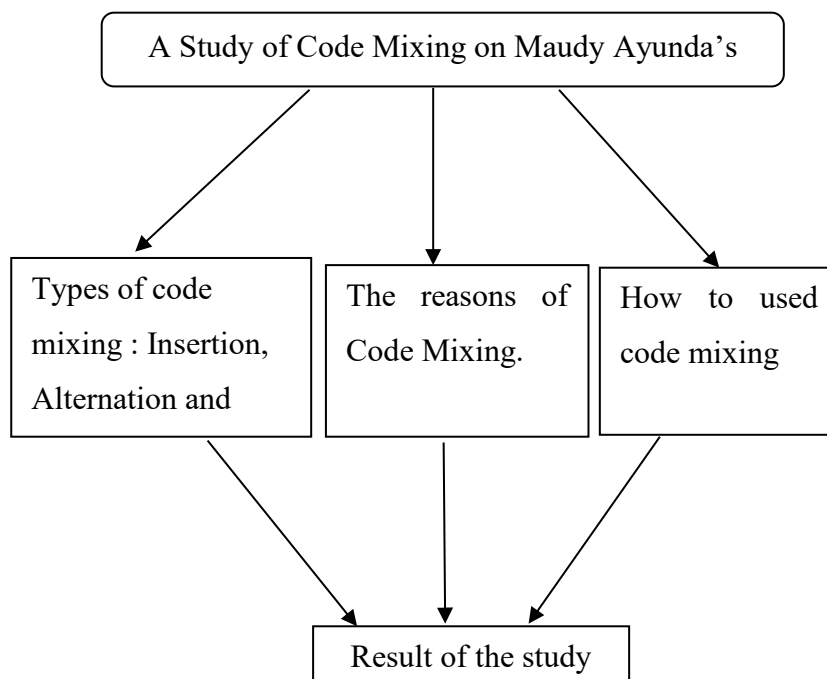 A Study of Code Mixing on Maudy Ayunda’s
Types of code
mixing : Insertion,
Alternation and
The reasons of
Code Mixing.
How to used
code mixing
Result of the study